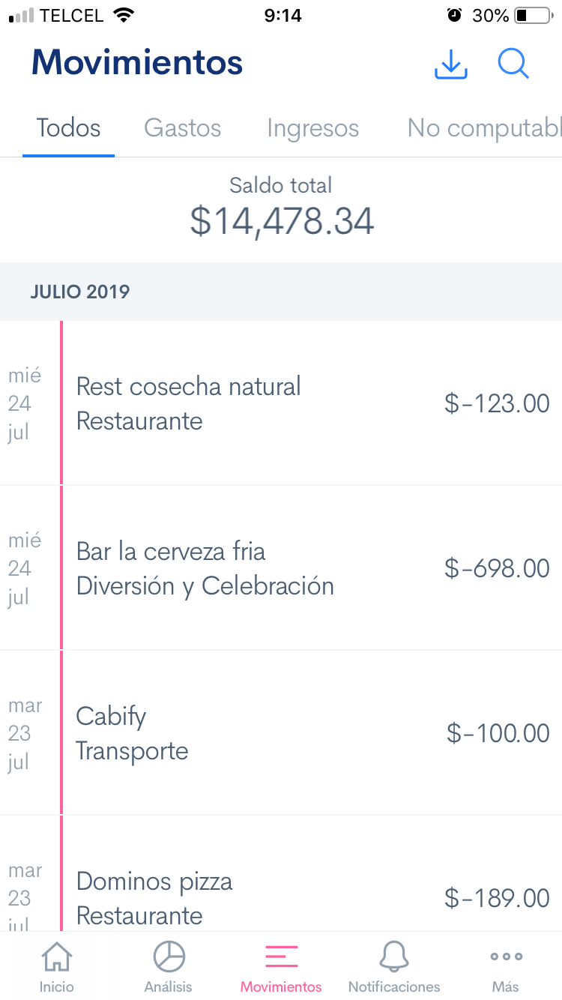 TELCEL 9:14 30%
Movimientos
Todos Gastos Ingresos No computabl
Saldo total
$14,478.34
JULIO 2019
mié
24
jul
Rest cosecha natural
Restaurante
$-123.00
mié
24
jul
Bar la cerveza fria
Diversión y Celebración
$-698.00
mar
23
jul
Cabify
Transporte
$-100.00
mar
23
jul
Dominos pizza
Restaurante
$-189.00
Inicio Análisis Movimientos Notificaciones Más